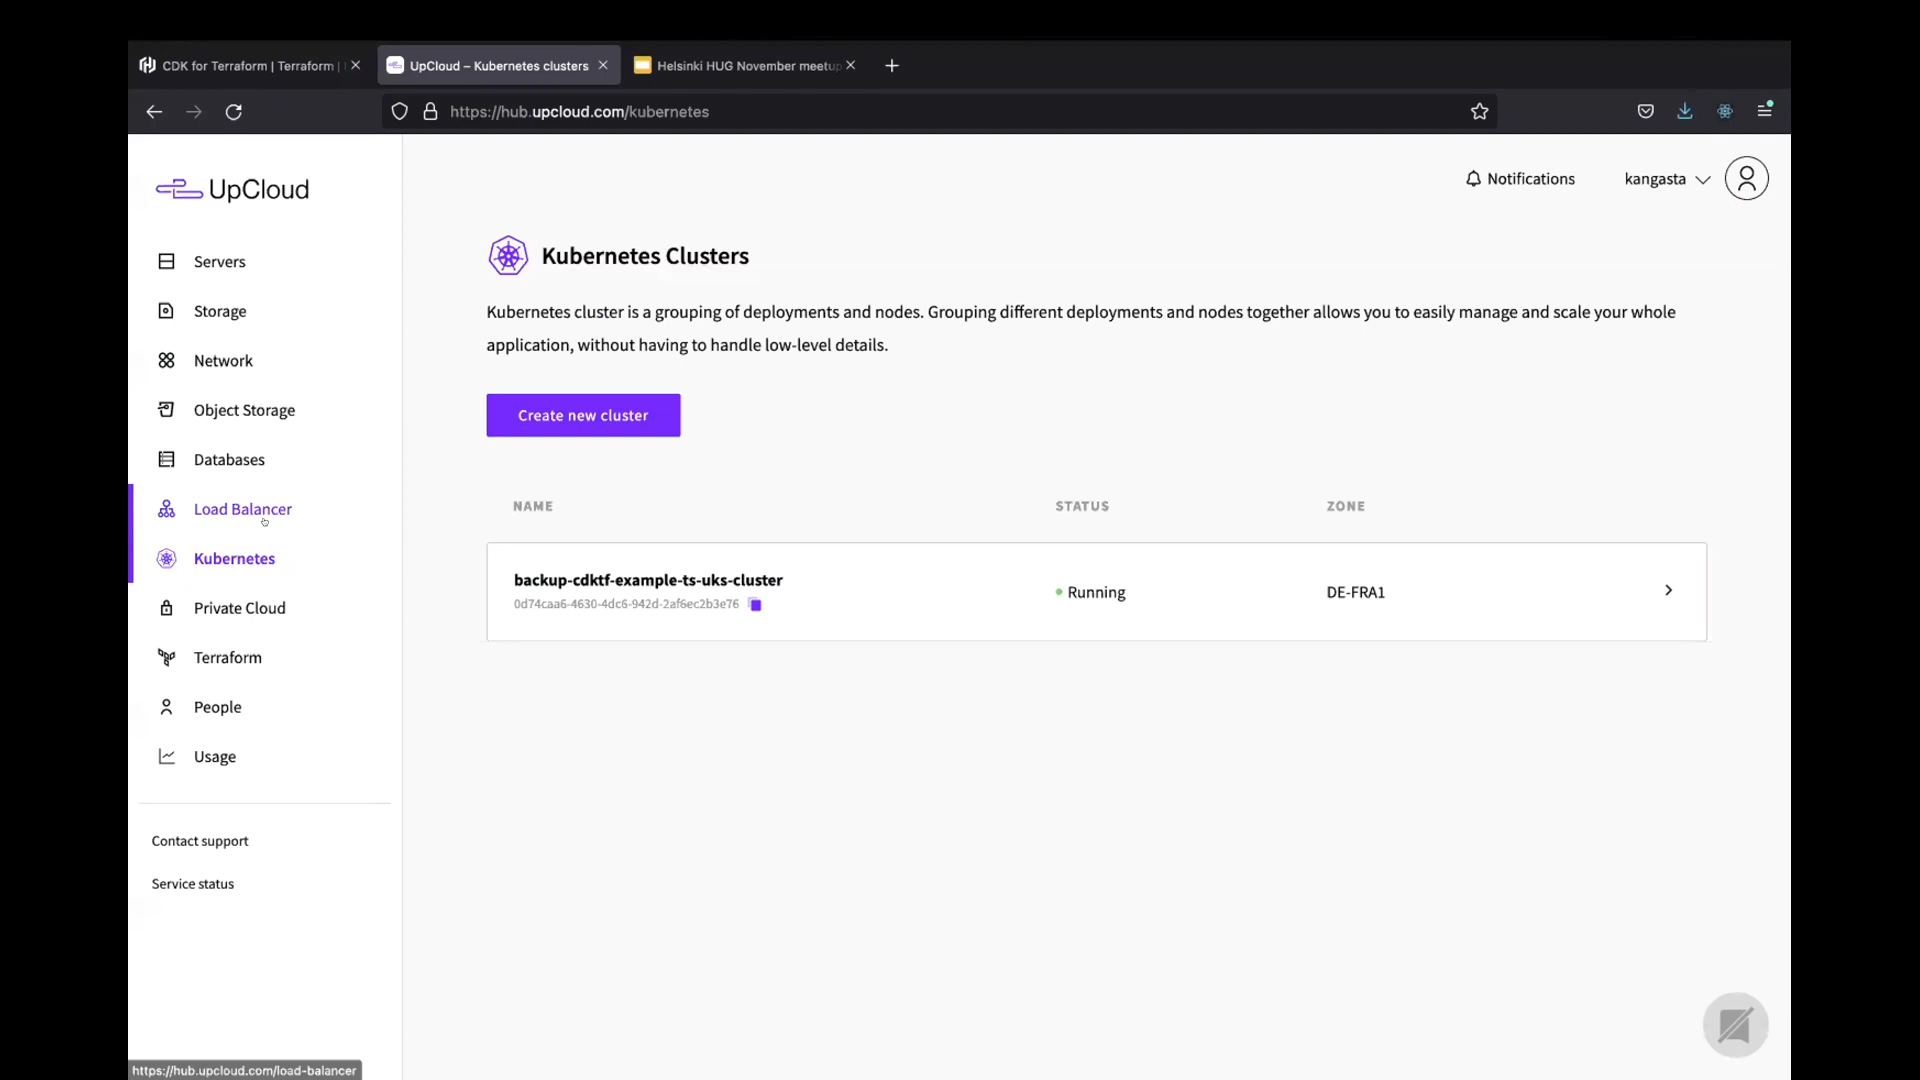 CDK for Terraform | Terraform |
UpCloud – Kubernetes clusters
Helsinki HUG November meetup
https://hub.upcloud.com/kubernetes
UpCloud
Notifications
kangasta
Servers
Storage
Network
Object Storage
Databases
Load Balancer
Kubernetes
Private Cloud
Terraform
People
Usage
Contact support
Service status
Kubernetes Clusters
Kubernetes cluster is a grouping of deployments and nodes. Grouping different deployments and nodes together allows you to easily manage and scale your whole
application, without having to handle low-level details.
Create new cluster
NAME STATUS ZONE
backup-cdktf-example-ts-uks-cluster
0d74caa6-4630-4dc6-942d-2af6ec2b3e76
Running
DE-FRA1
https://hub.upcloud.com/load-balancer